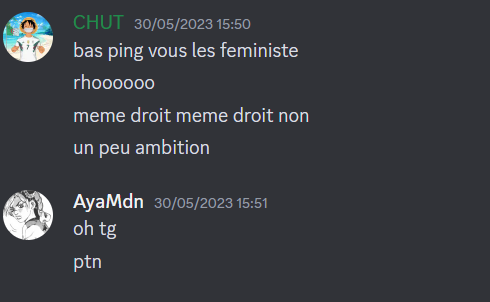 CHUT 30/05/2023 15:50
bas ping vous les feministe
rhoooooo
meme droit meme droit non
un peu ambition
AyaMdn 30/05/2023 15:51
oh tg
ptn